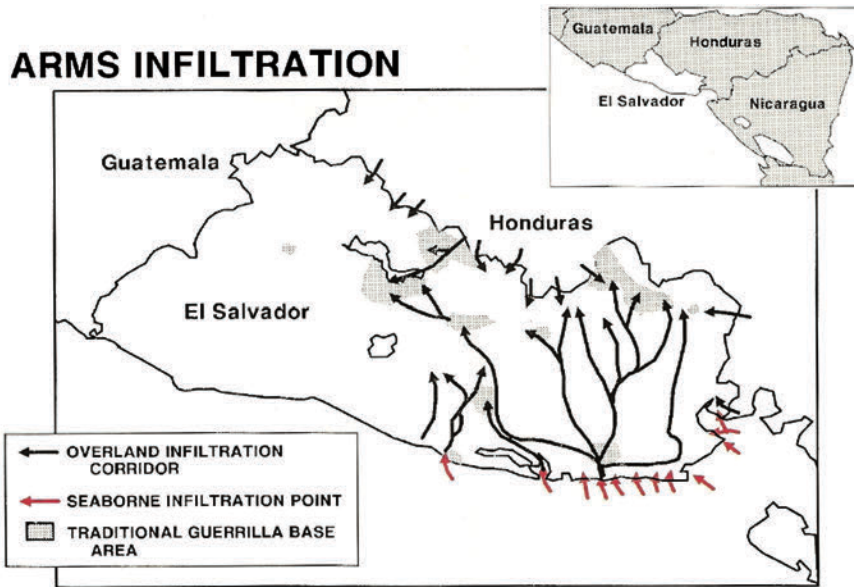 ARMS INFILTRATION
Guatemala
Honduras
El Salvador
Nicaragua
Guatemala
Honduras
El Salvador
OVERLAND INFILTRATION
CORRIDOR
SEABORNE INFILTRATION POINT
TRADITIONAL GUERRILLA BASE
AREA